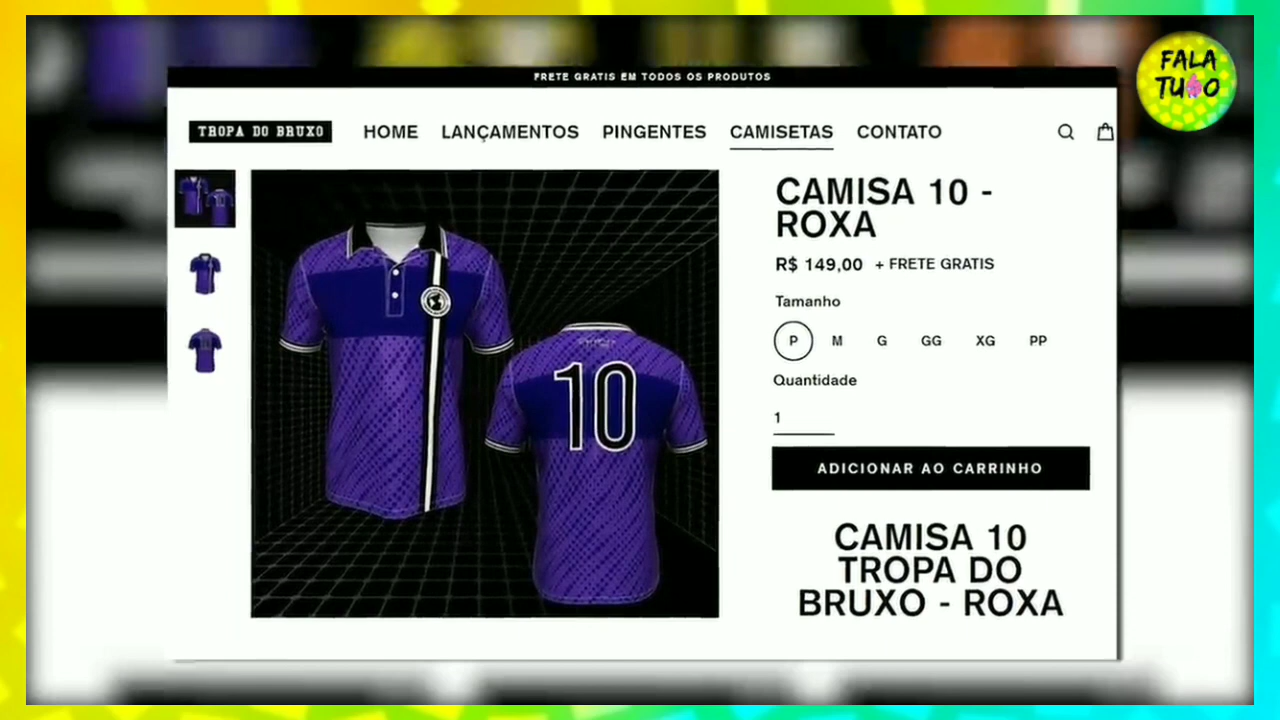 FRETE GRATIS EM TODOS OS PRODUTOS
FALA
TUDO
TROPA DO BRUXO
HOME LANÇAMENTOS PINGENTES CAMISETAS CONTATO
CAMISA 10 -
ROXA
R$ 149,00 + FRETE GRATIS
Tamanho
P M G GG XG PP
Quantidade
1
ADICIONAR AO CARRINHO
10
CAMISA 10
TROPA DO
BRUXO - ROXA